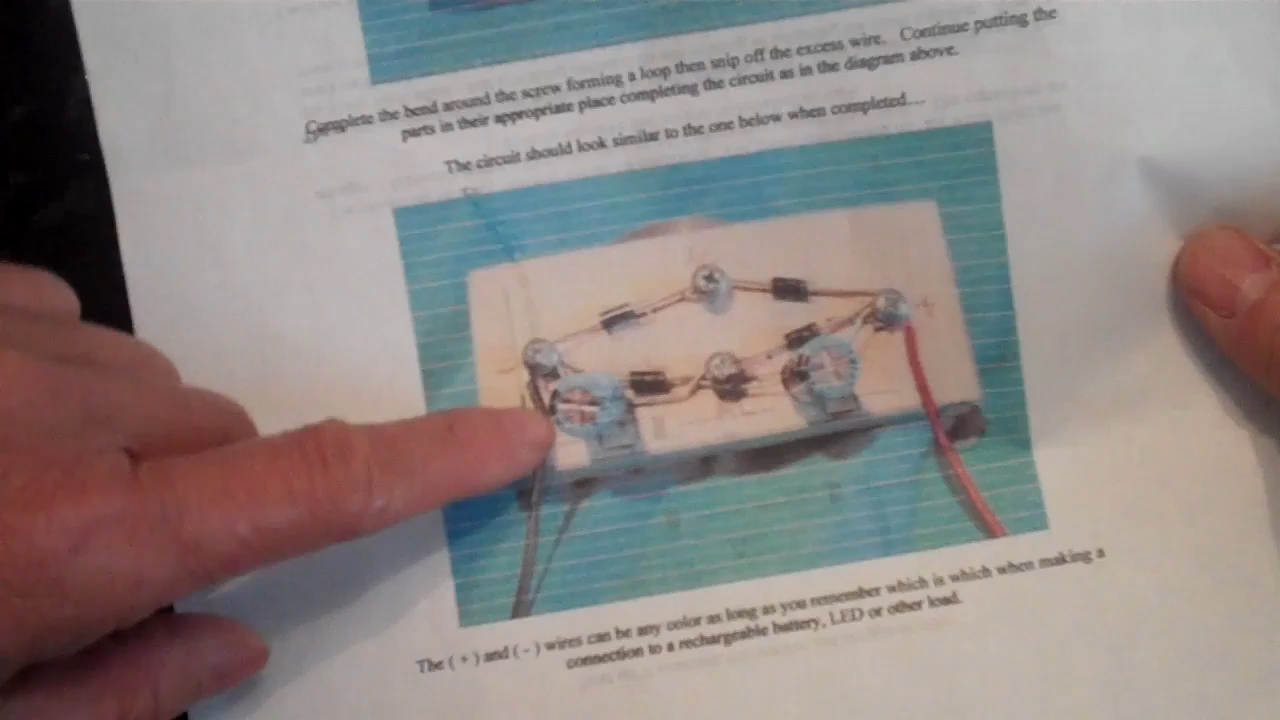 Complete the bend around the screw forming a loop then snip off the excess wire. Continue putting the
parts in their appropriate place completing the circuit as in the diagram above.
The circuit should look similar to the one below when completed...
+
The ( + ) and ( - ) wires can be any color as long as you remember which is which when making a
connection to a rechargeable battery, LED or other load.